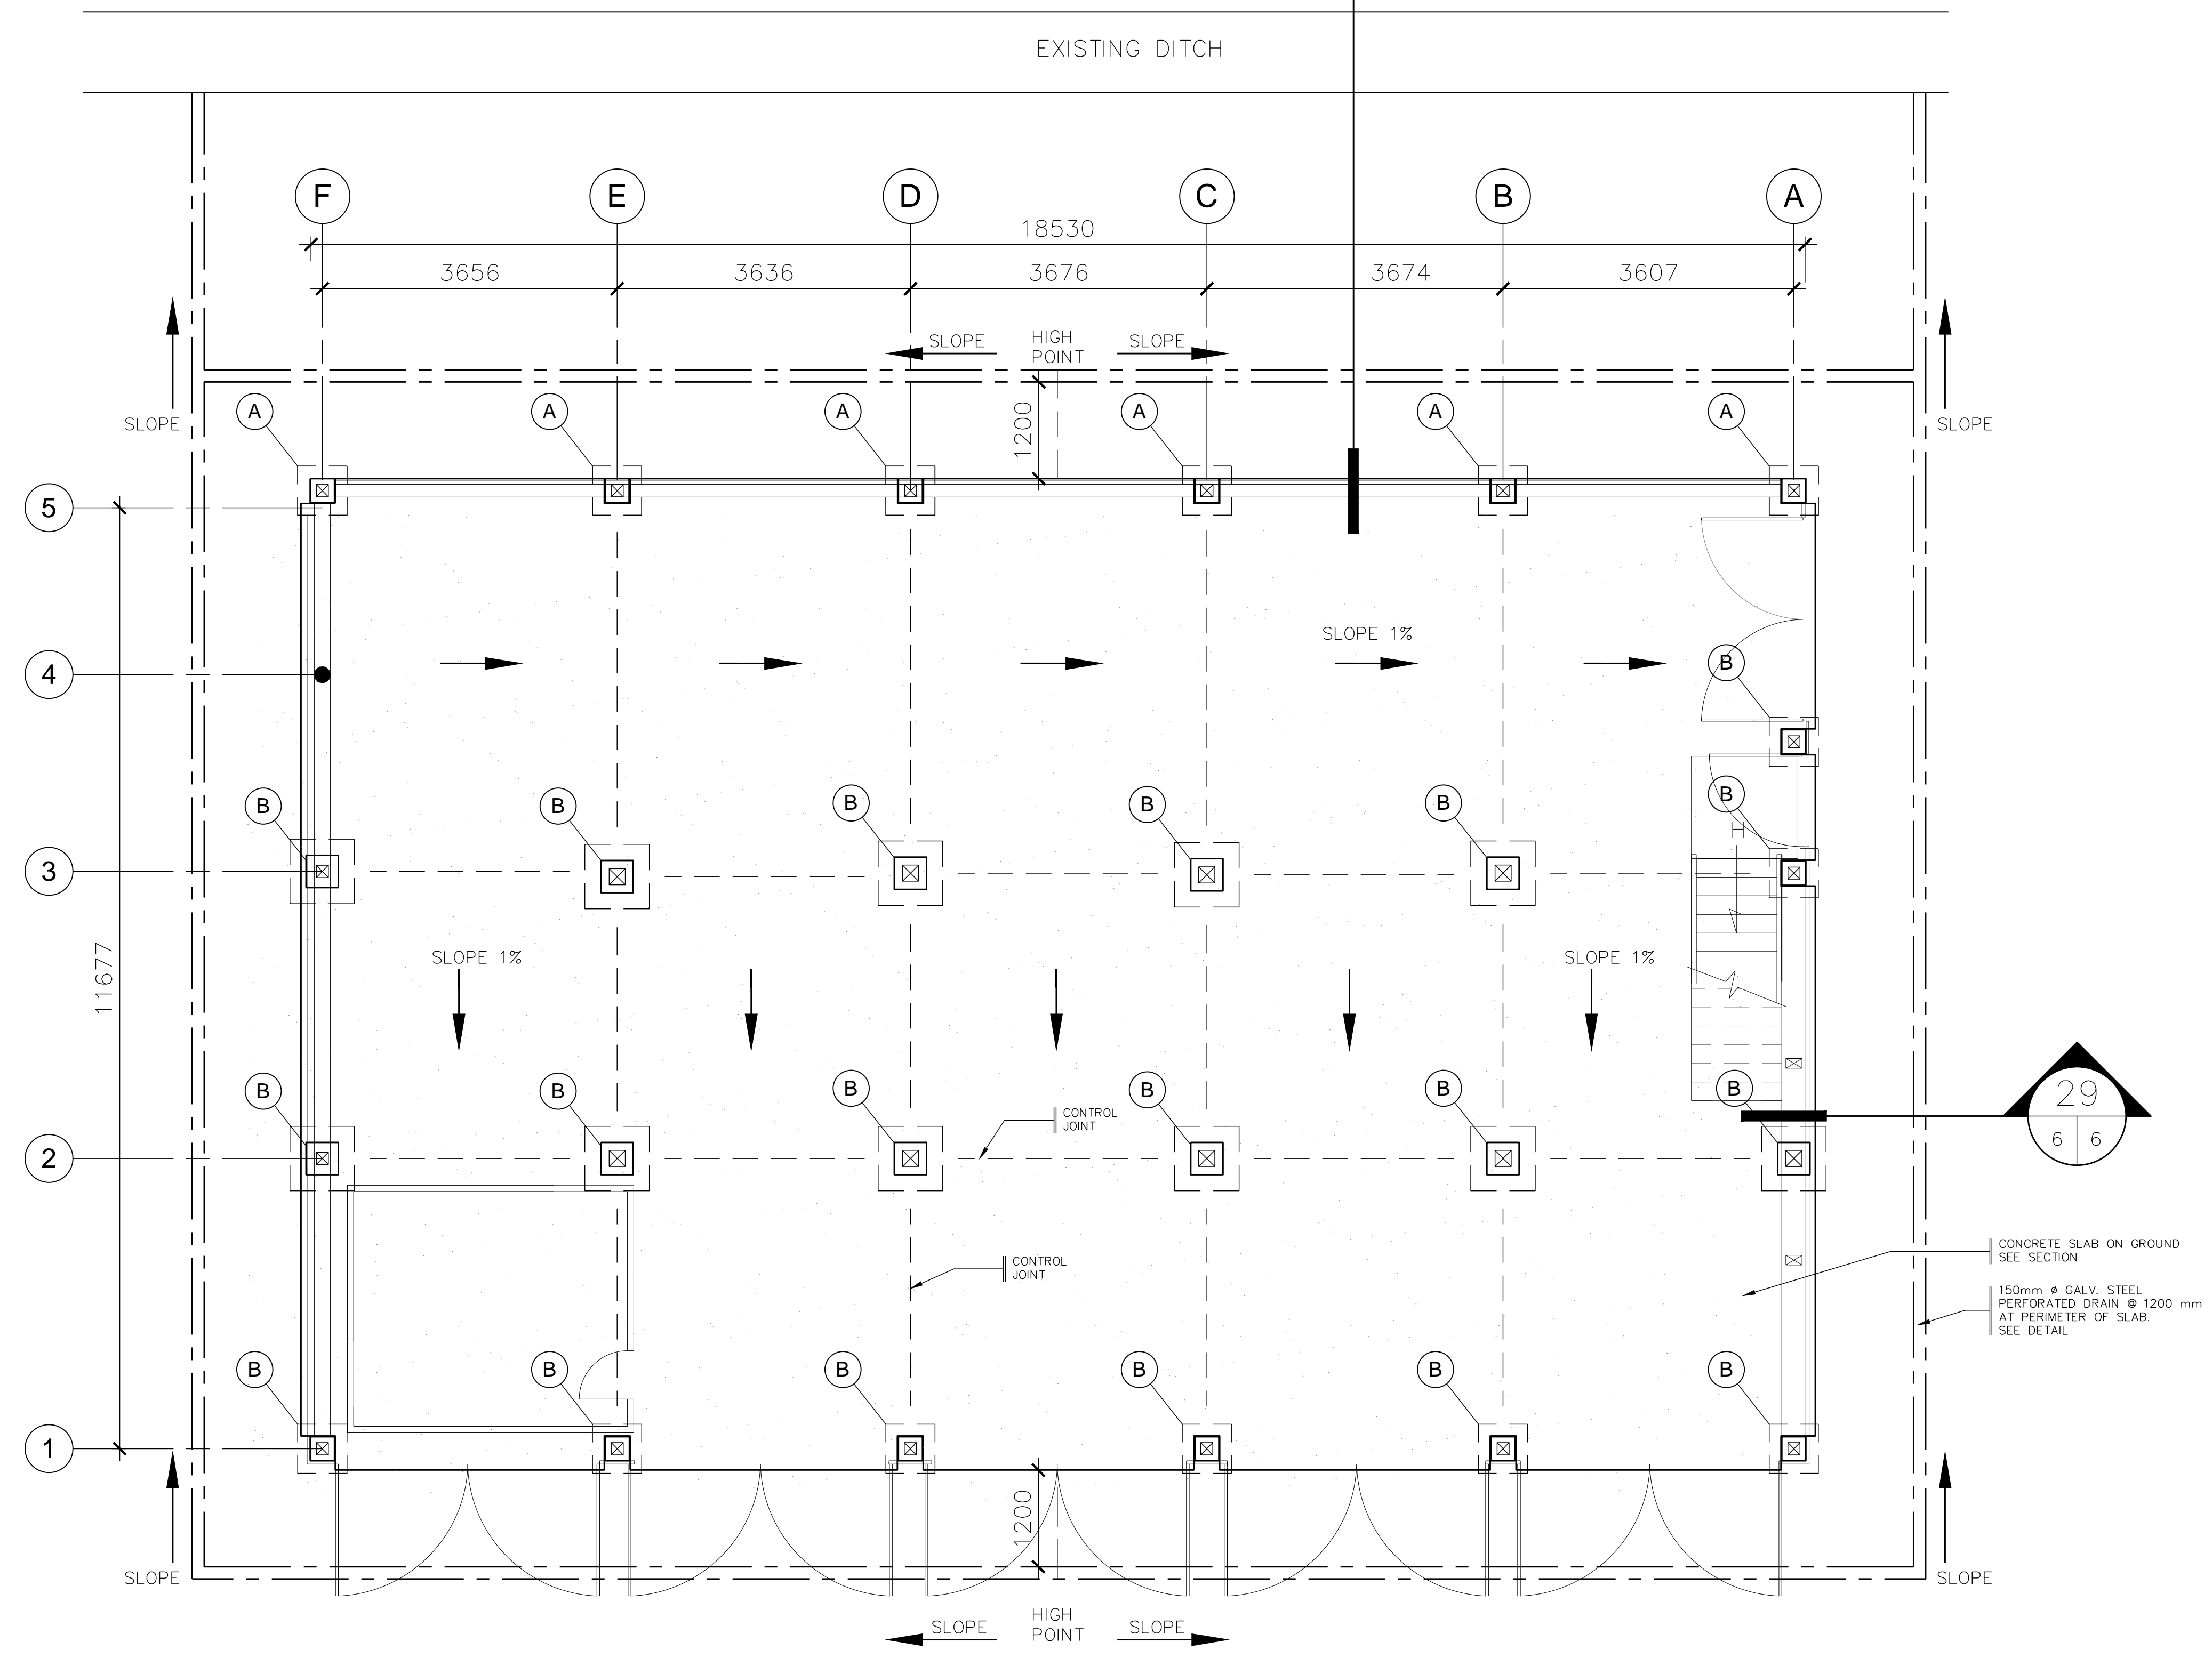 EXISTING DITCH
F E D C B A
18530
3656 3636 3676 3674 3607
SLOPE HIGH POINT SLOPE
SLOPE
SLOPE
A A A A A A
1200
5
SLOPE 1%
4
B
B
B B B B B
3
H
11677
SLOPE 1%
SLOPE 1%
29
6 6
B B B B B B
CONTROL
JOINT
2
CONCRETE SLAB ON GROUND
SEE SECTION
CONTROL
JOINT
150mm ø GALV. STEEL
PERFORATED DRAIN @ 1200 mm
AT PERIMETER OF SLAB.
SEE DETAIL
B B B B B B
1
1200
SLOPE
SLOPE
SLOPE HIGH POINT SLOPE